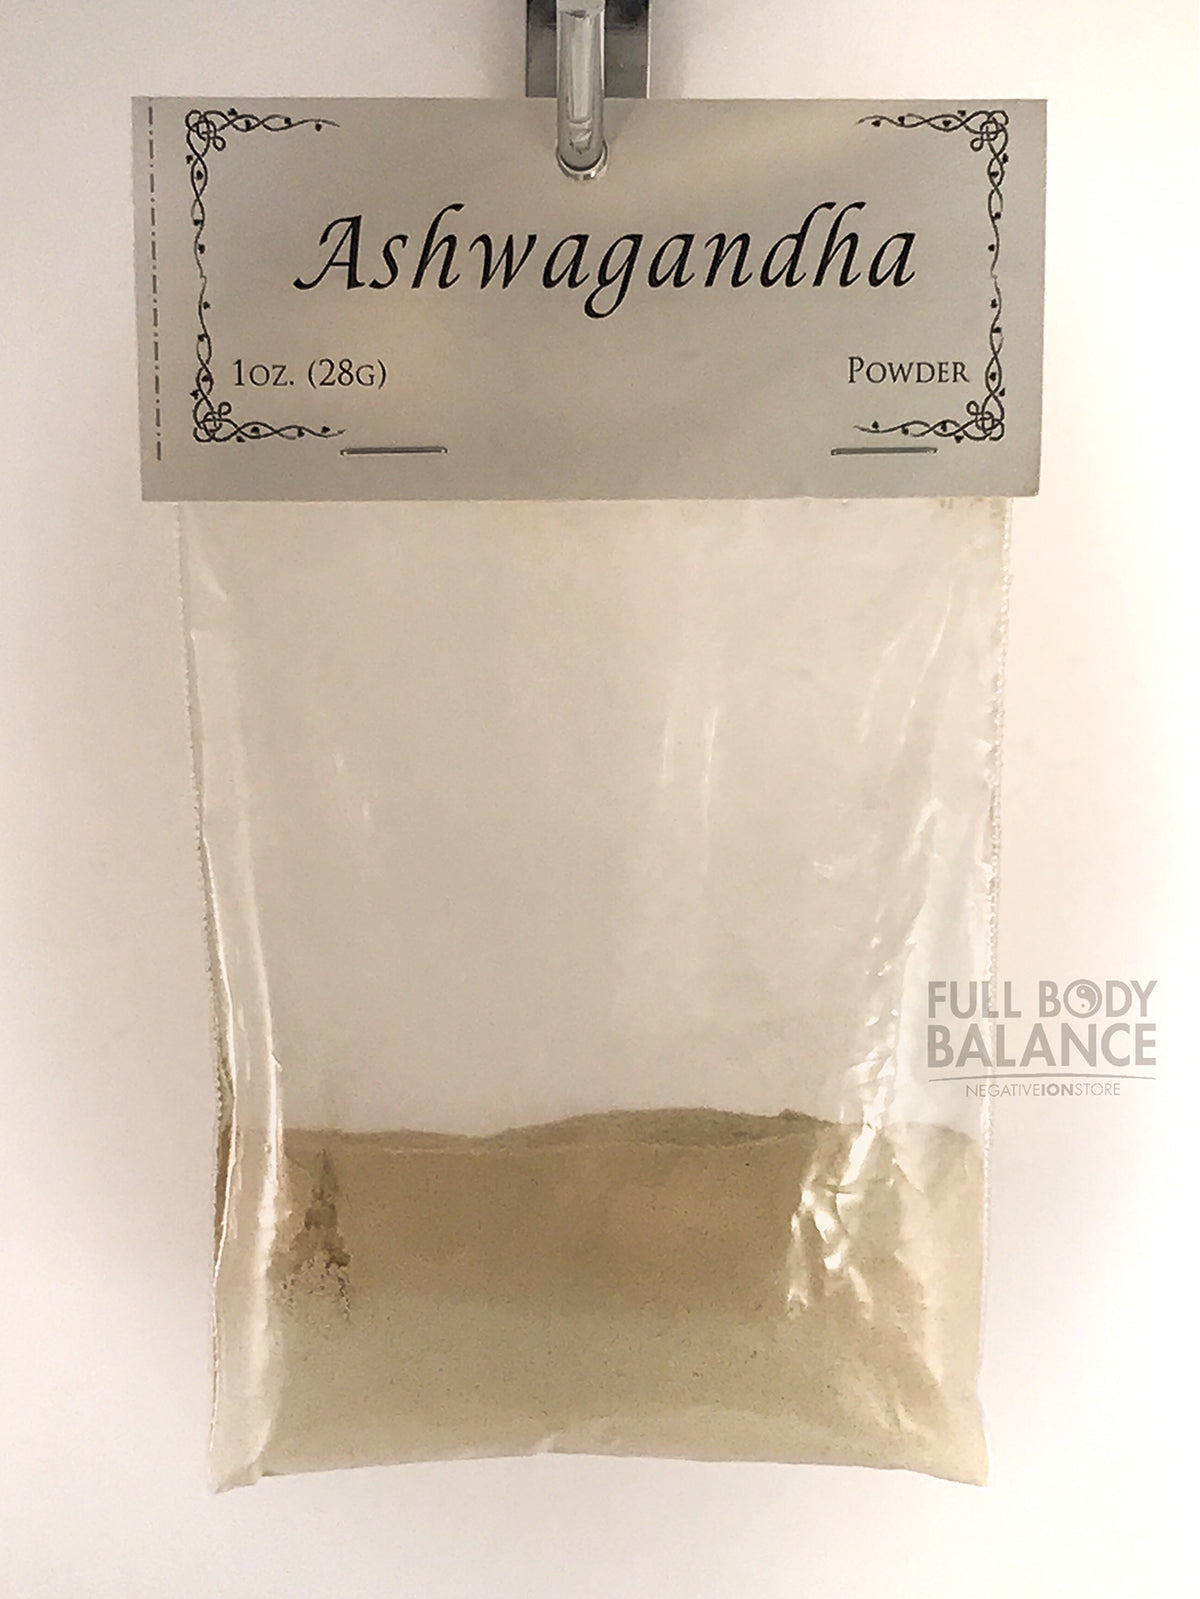 Ashwagandha
1oz. (28g)
Powder
FULL BODY
BALANCE
NEGATIVEIONSTORE